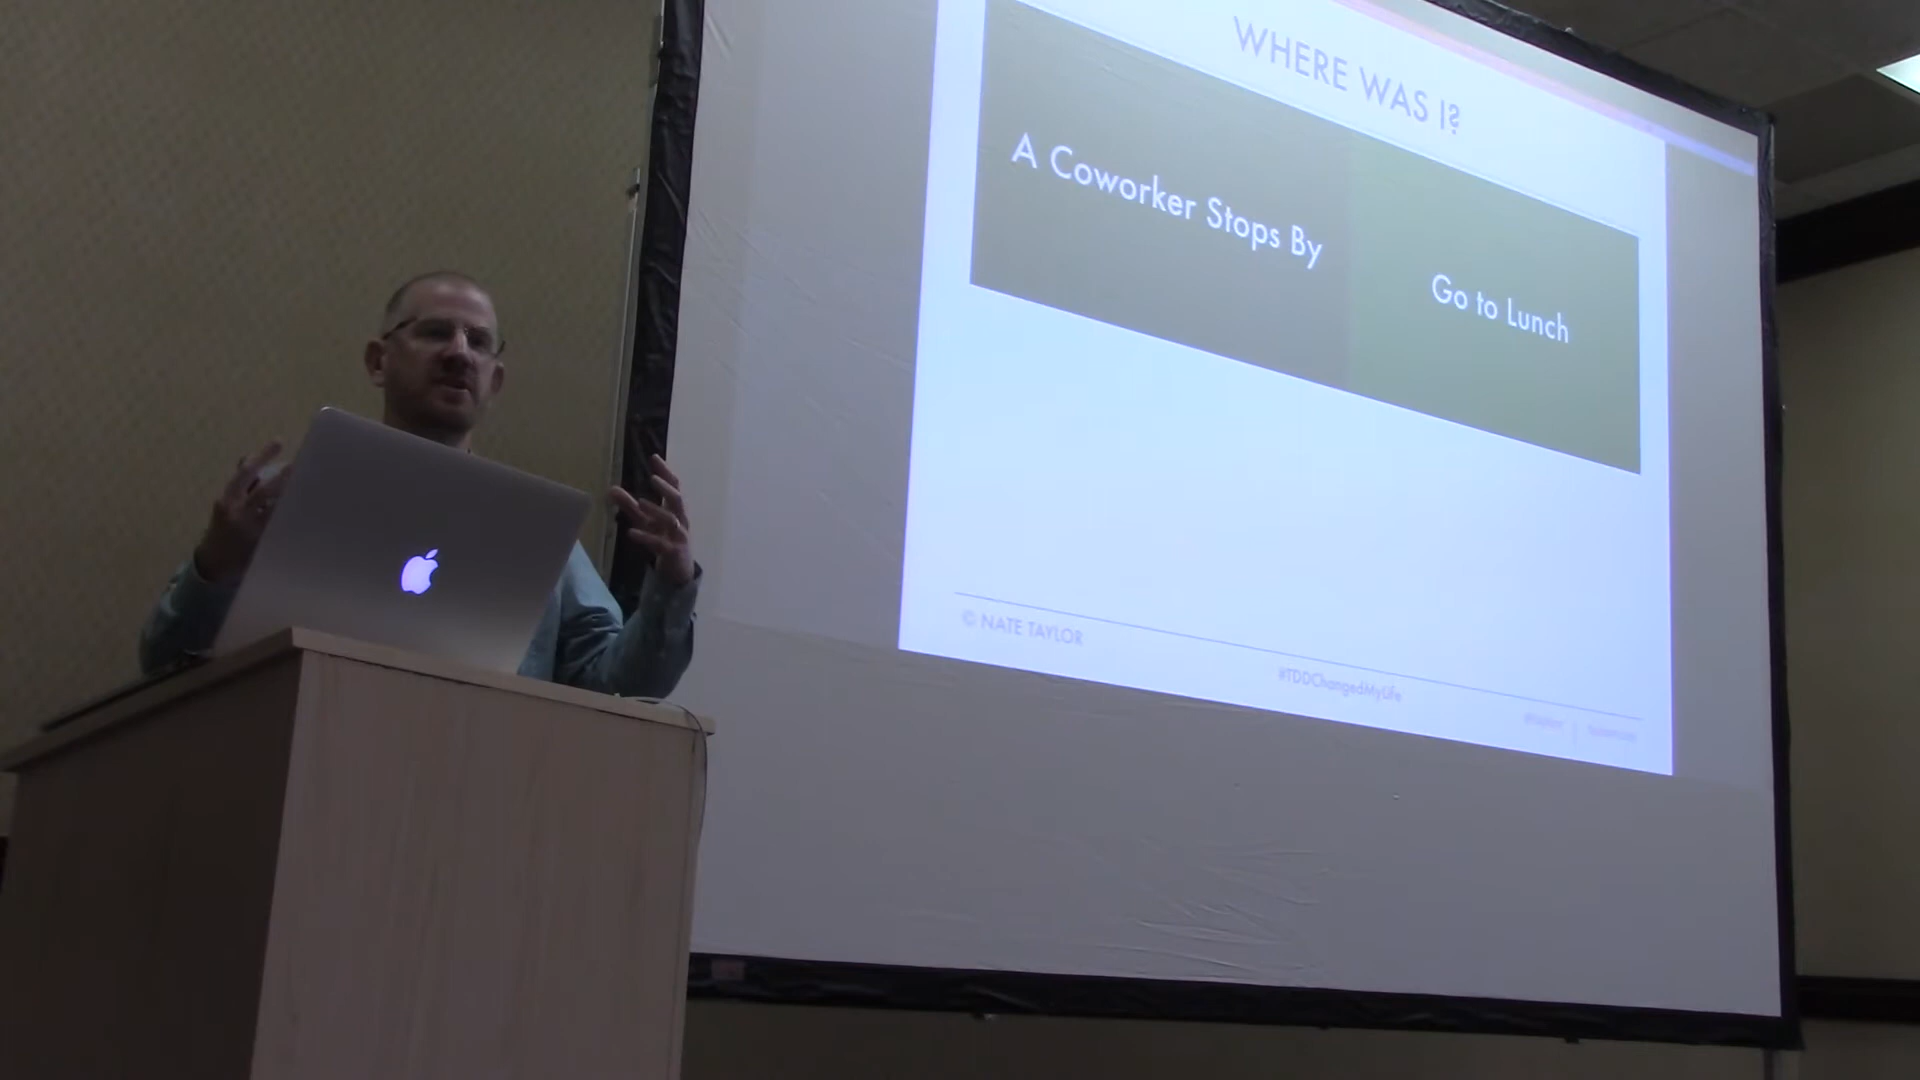 WHERE WAS I?
A Coworker Stops By
Go to Lunch
© NATE TAYLOR
#TDDChangedMyLife